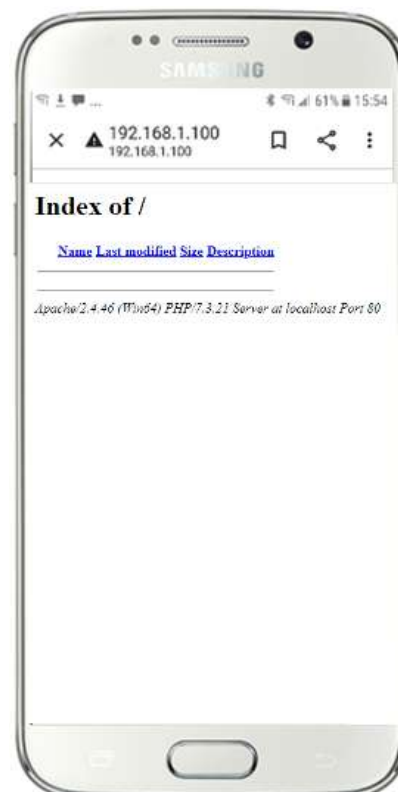 SAMSUNG
... 61% 15:54
192.168.1.100
192.168.1.100
Index of /
Name Last modified Size Description
Apache/2.4.46 (Win64) PHP/7.3.21 Server at localhost Port 80